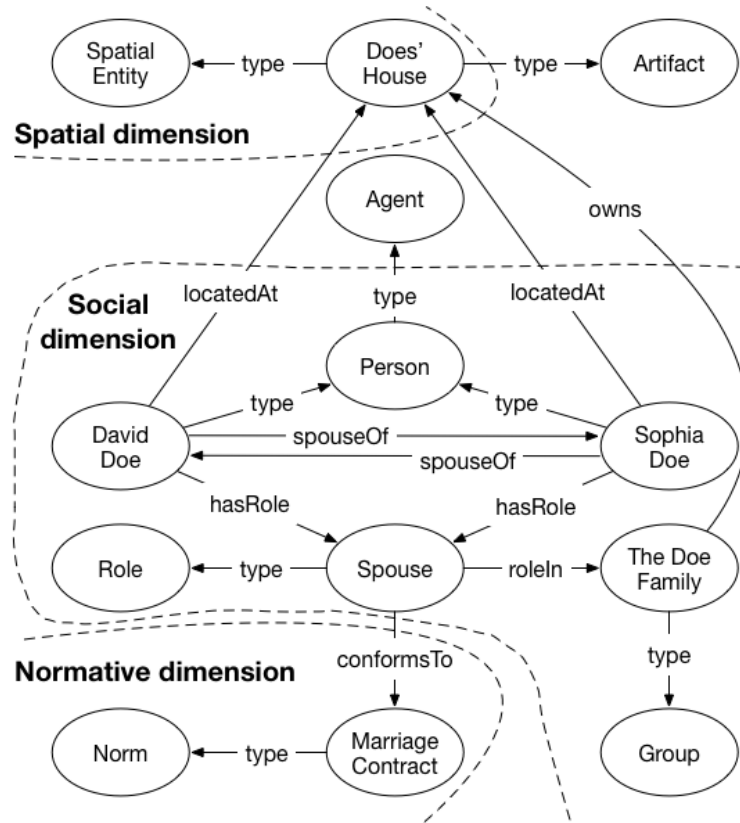 Spatial
Entity
type
Does'
House
type
Artifact
Spatial dimension
Agent
owns
Social
dimension
locatedAt
type
locatedAt
Person
type
type
David
Doe
spouseOf
spouseOf
Sophia
Doe
hasRole
hasRole
Role
type
Spouse
roleIn
The Doe
Family
Normative dimension
conformsTo
type
Norm
type
Marriage
Contract
Group